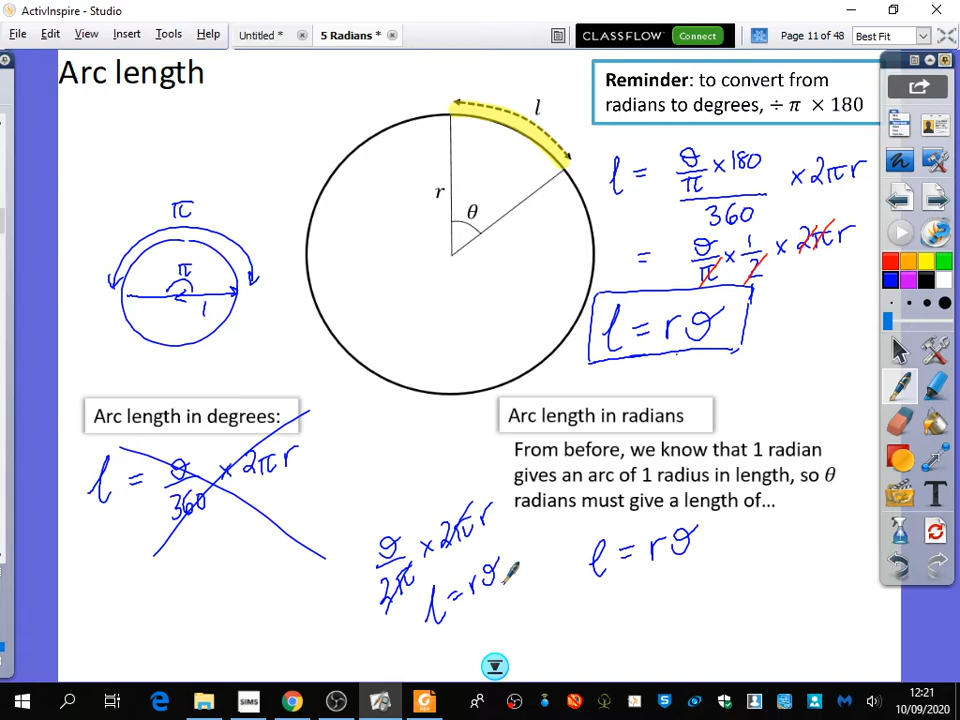 ActivInspire - Studio
File Edit View Insert Tools Help
Untitled *
5 Radians *
CLASSFLOW Connect
Page 11 of 48
Best Fit
Arc length
Reminder: to convert from
radians to degrees, ÷ π × 180
l
r
θ
π
π
1
l = θ/π × 180 / 360 × 2πr
= θ/π × 1/2 × 2πr
l = rθ
Arc length in degrees:
l = θ/360 × 2πr
θ/2π × 2πr
l = rθ
Arc length in radians
From before, we know that 1 radian
gives an arc of 1 radius in length, so θ
radians must give a length of...
l = rθ
T
SIMS
12:21
10/09/2020